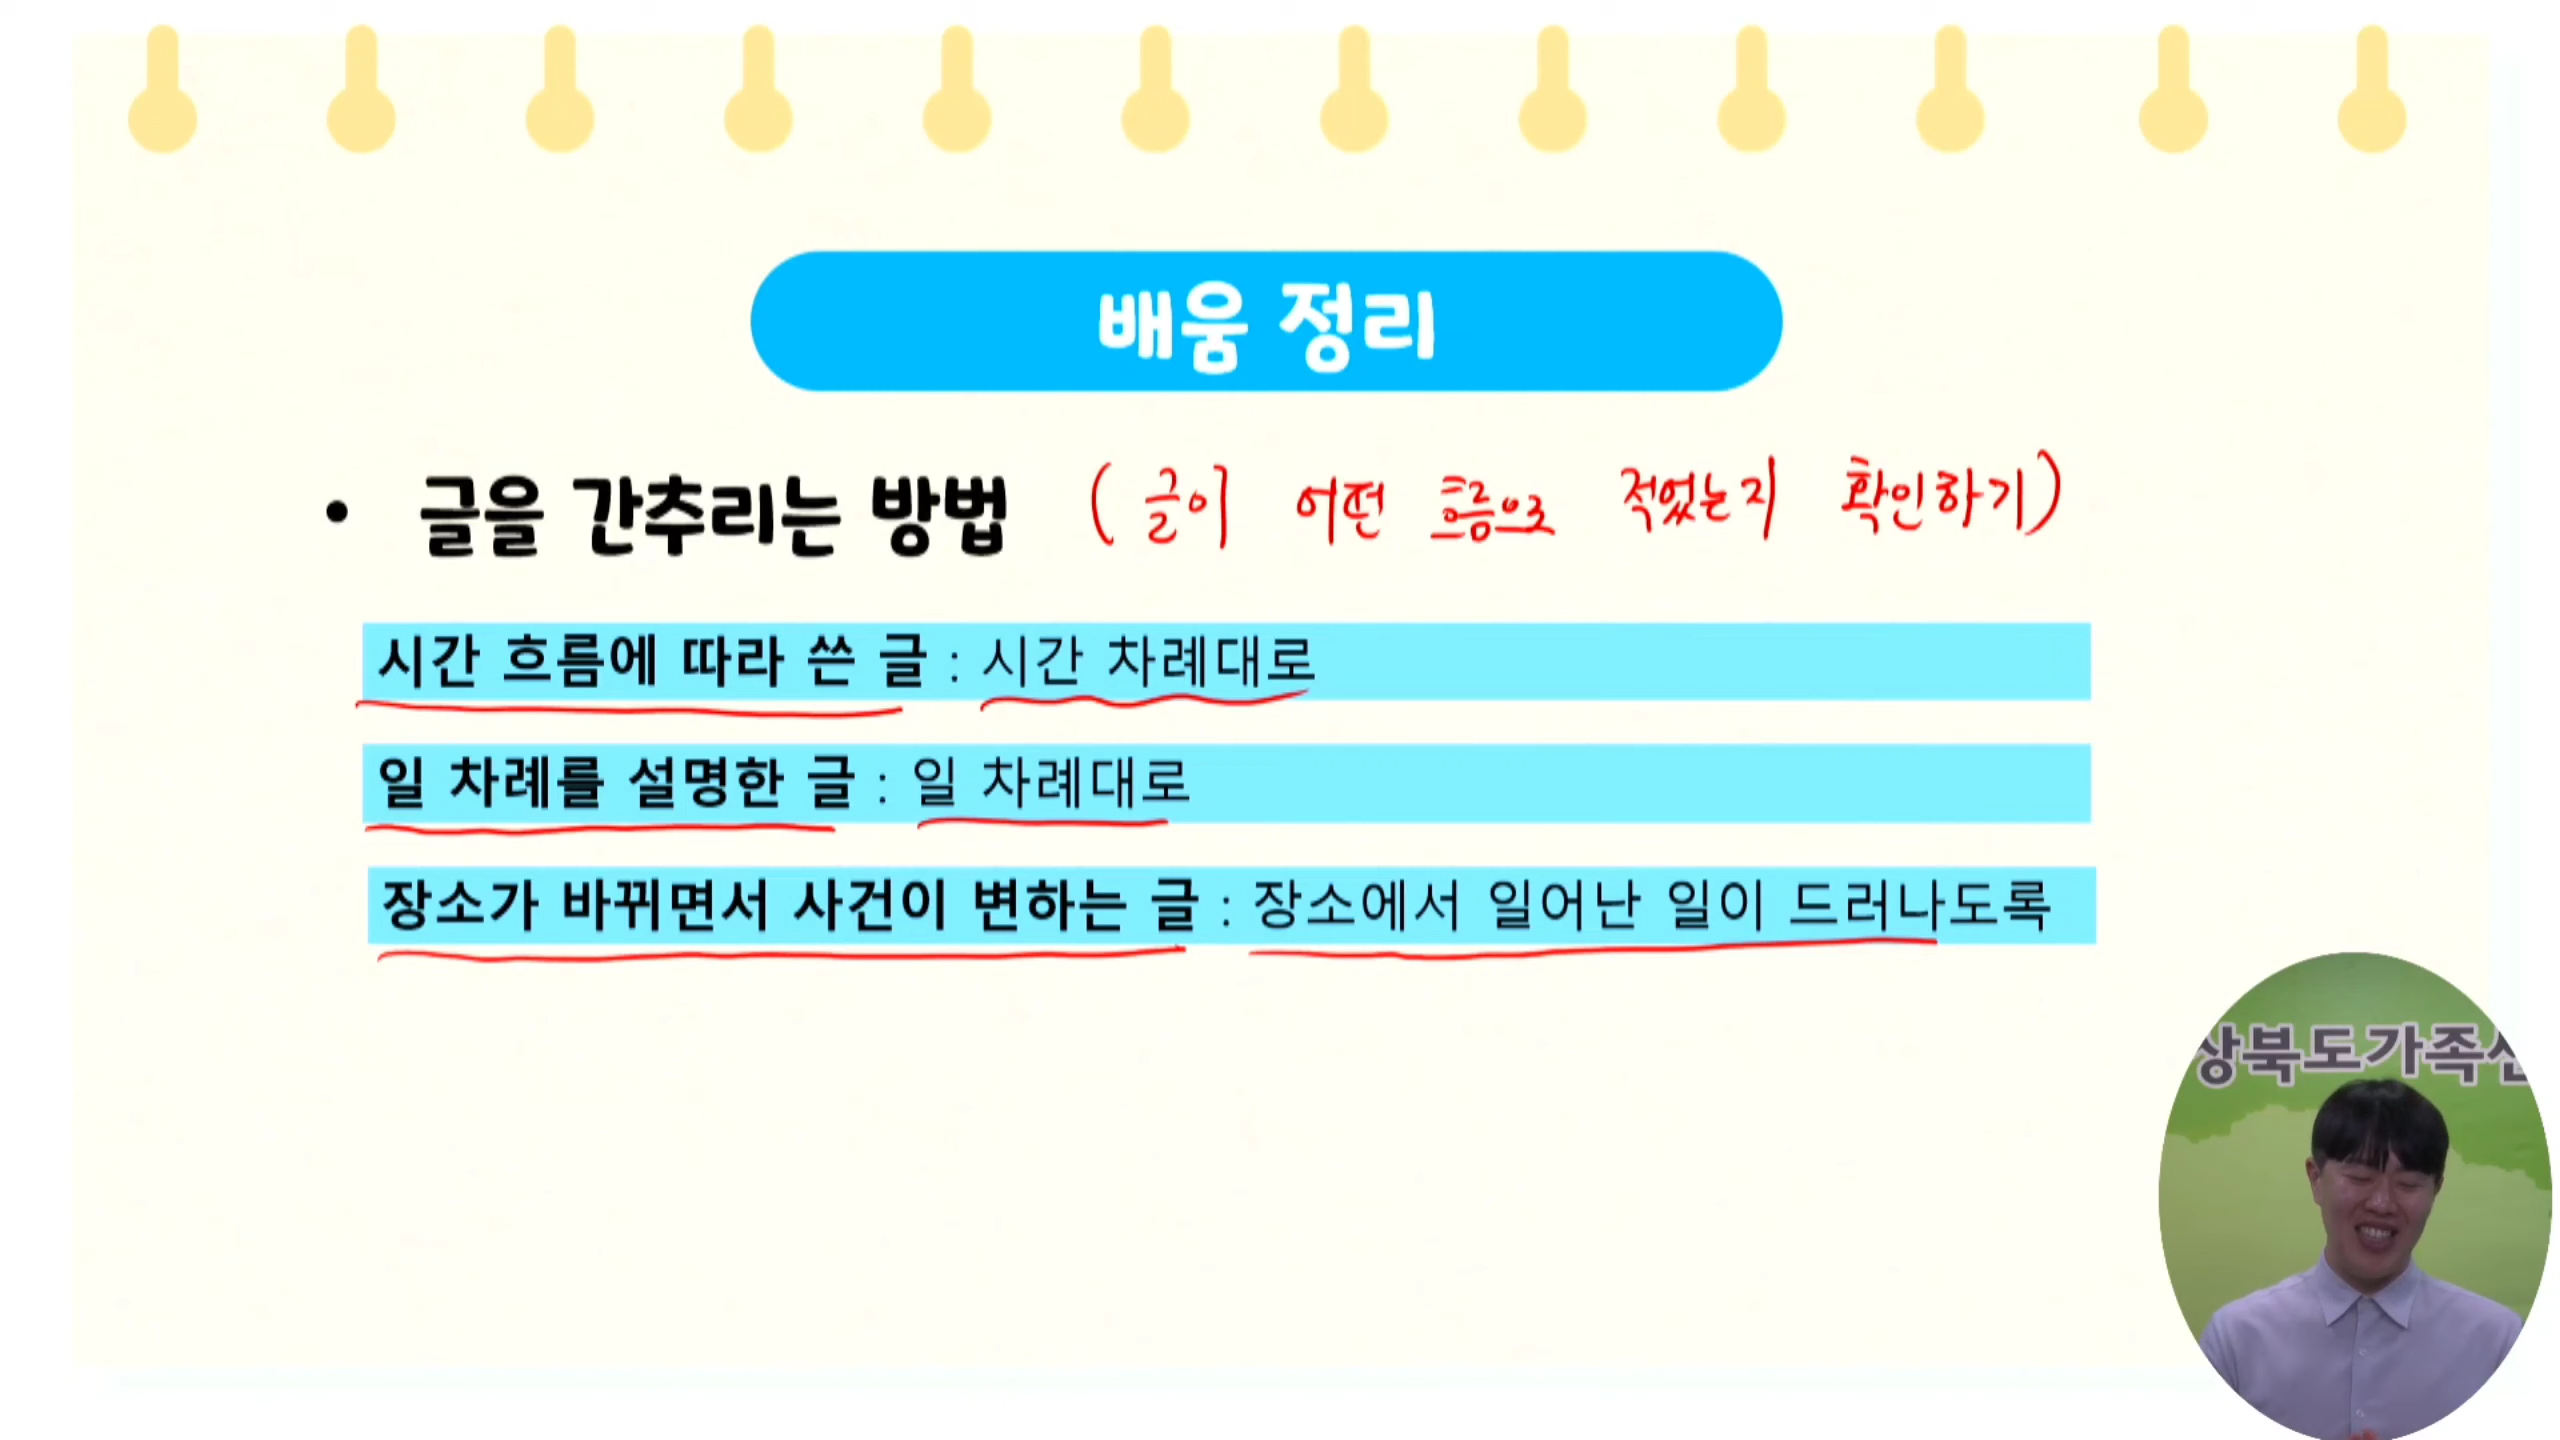 배움 정리
• 글을 간추리는 방법 (글이 어떤 흐름으로 적었는지 확인하기)
시간 흐름에 따라 쓴 글 : 시간 차례대로
일 차례를 설명한 글 : 일 차례대로
장소가 바뀌면서 사건이 변하는 글 : 장소에서 일어난 일이 드러나도록
상북도가족